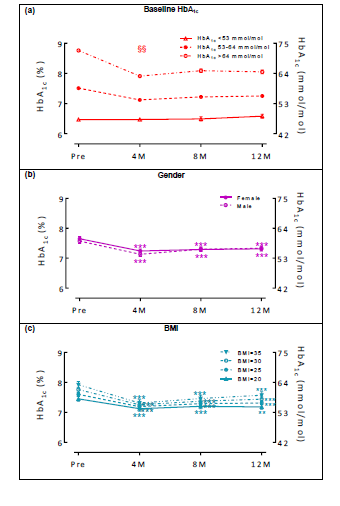 (a)
Baseline HbA1c
HbA1c <53 mmol/mol
HbA1c 53-64 mmol/mol
HbA1c >64 mmol/mol
§§
§§
HbA1c (%)
9
8
7
6
HbA1c (mmol/mol)
75
64
53
42
Pre 4M 8M 12M
(b)
Gender
Female
Male
HbA1c (%)
9
8
7
6
HbA1c (mmol/mol)
75
64
53
42
*** *** ***
*** *** ***
Pre 4M 8M 12M
(c)
BMI
BMI=35
BMI=30
BMI=25
BMI=20
HbA1c (%)
9
8
7
6
HbA1c (mmol/mol)
75
64
53
42
*** *** ***
*** *** **
Pre 4M 8M 12M